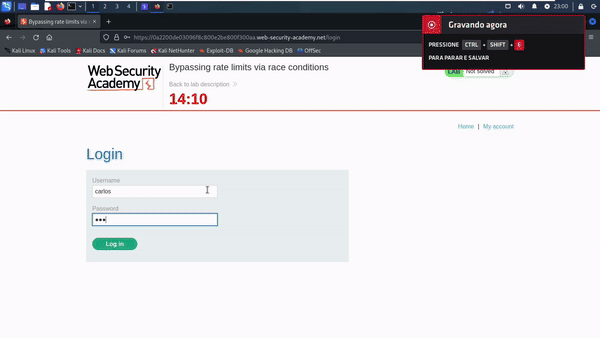 1 2 3 4
23:00
Bypassing rate limits via
Gravando agora
https://0a2200de03096f8c800e2be800f300aa.web-security-academy.net/login
PRESSIONE CTRL + SHIFT +
PARA PARAR E SALVAR
Kali Linux Kali Tools Kali Docs Kali Forums Kali NetHunter Exploit-DB Google Hacking DB OffSec
Web Security
Academy
Bypassing rate limits via race conditions
Back to lab description
14:10
LAB Not solved
Home | My account
Login
Username
carlos
Password
Log in